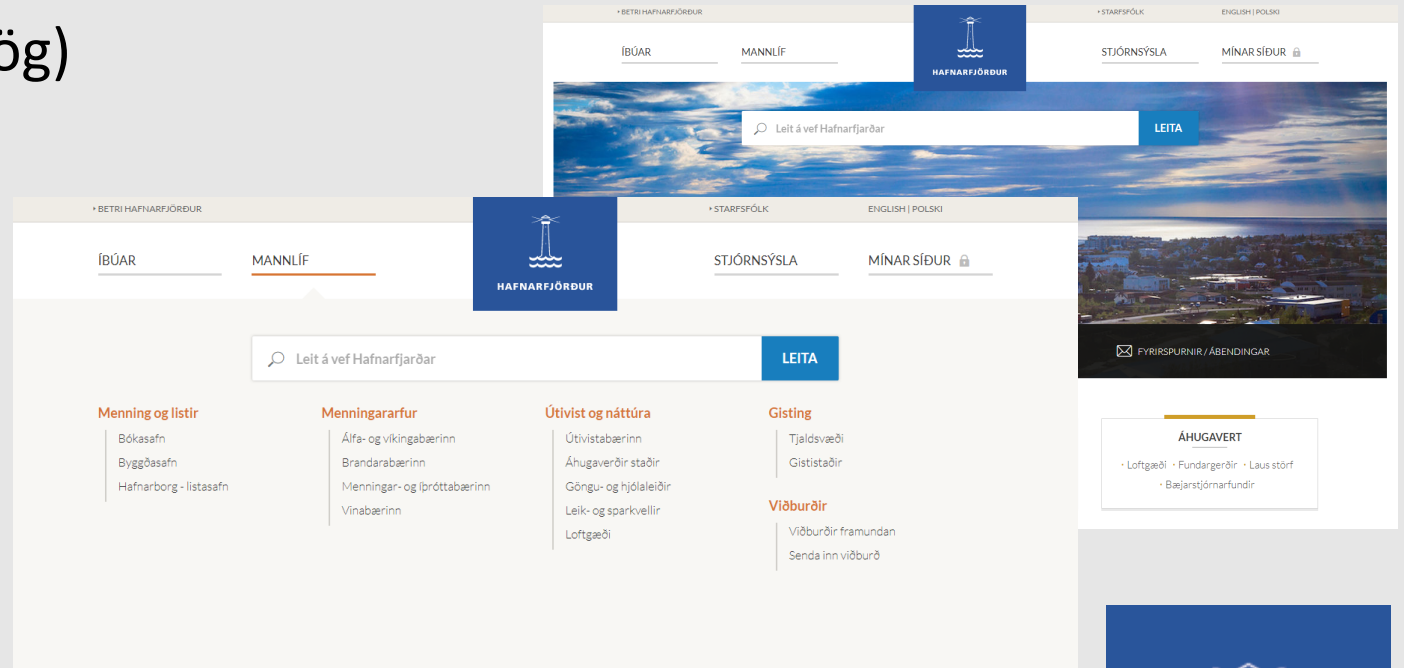 ög)
BETRI HAFNARFJÖRÐUR
STARFSFÓLK
ENGLISH | POLSKI
ÍBÚAR
MANNLÍF
HAFNARFJÖRÐUR
STJÓRNSÝSLA
MÍNAR SÍÐUR
Leit á vef Hafnarfjarðar
LEITA
FYRIRSPURNIR / ÁBENDINGAR
ÁHUGAVERT
· Loftgæði · Fundargerðir · Laus störf
· Bæjarstjórnarfundir
BETRI HAFNARFJÖRÐUR
STARFSFÓLK
ENGLISH | POLSKI
ÍBÚAR
MANNLÍF
HAFNARFJÖRÐUR
STJÓRNSÝSLA
MÍNAR SÍÐUR
Leit á vef Hafnarfjarðar
LEITA
Menning og listir
Bókasafn
Byggðasafn
Hafnarborg - listasafn
Menningararfur
Álfa- og víkingabærinn
Brandarabærinn
Menningar- og íþróttabærinn
Vinabærinn
Útivist og náttúra
Útivistabærinn
Áhugaverðir staðir
Göngu- og hjólaleiðir
Leik- og sparkvellir
Loftgæði
Gisting
Tjaldsvæði
Gististaðir
Viðburðir
Viðburðir framundan
Senda inn viðburð